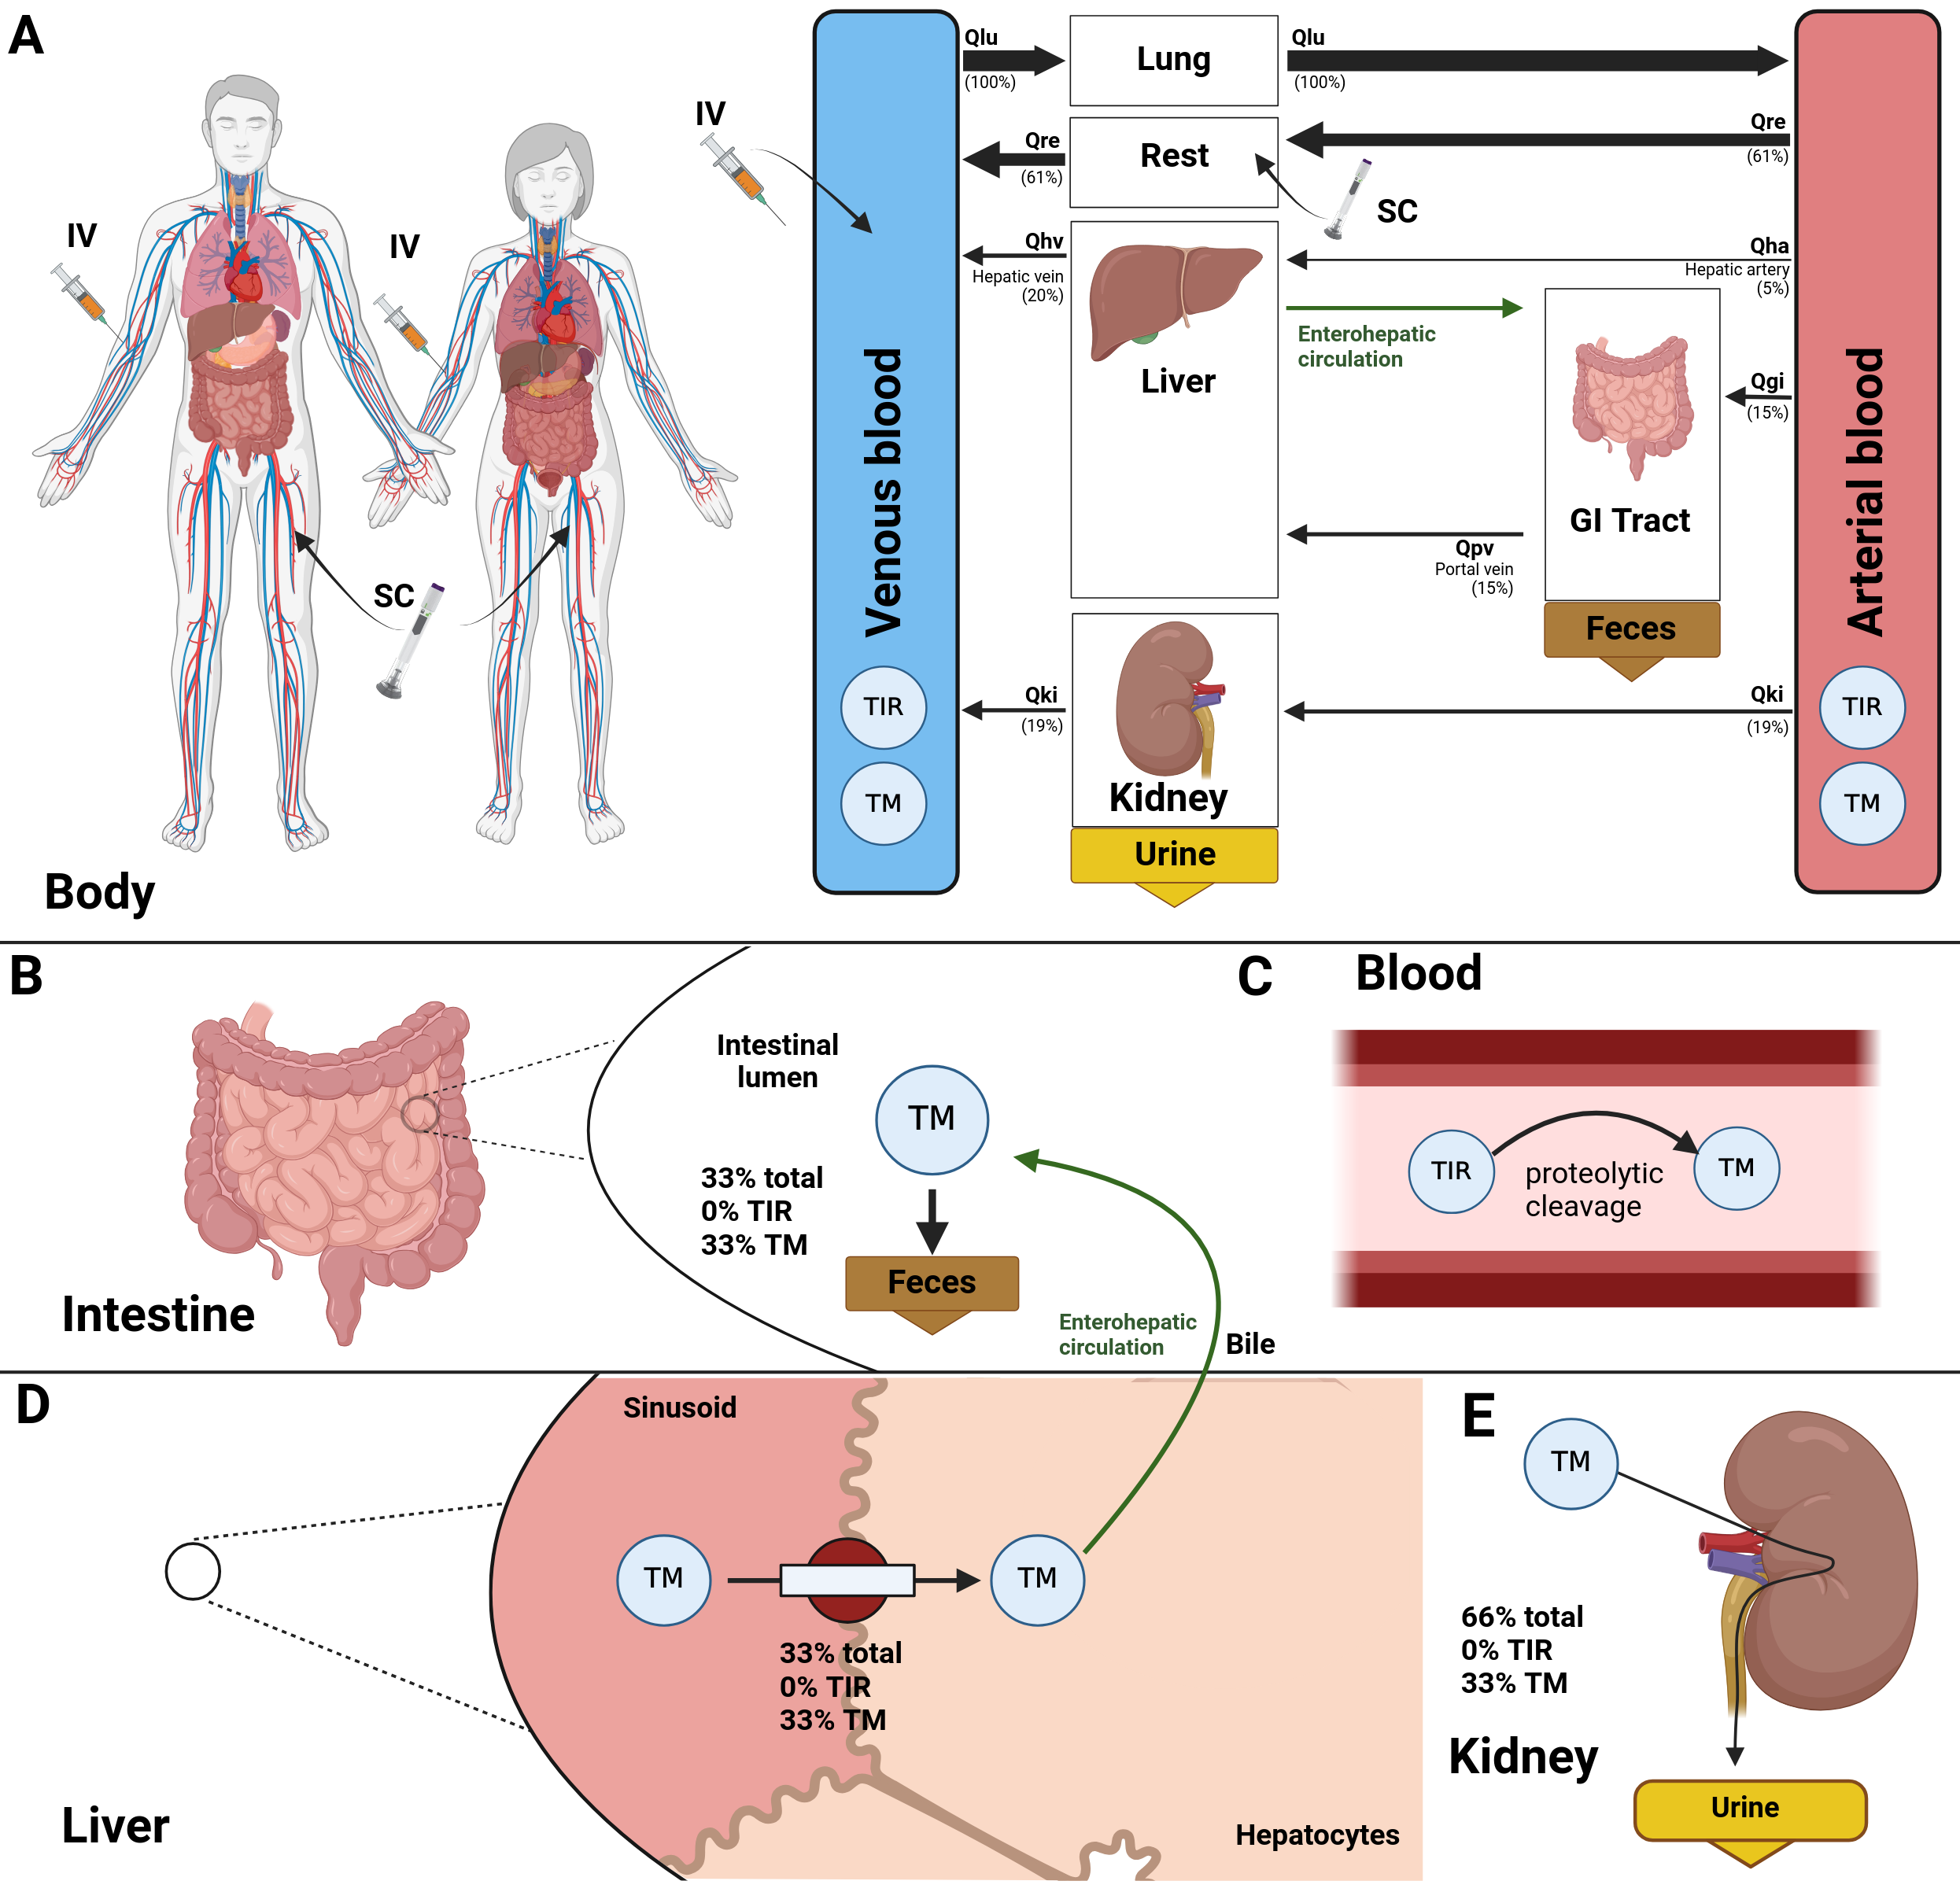 A
IV
IV
SC
Body
IV
Venous blood
TIR
TM
Qlu
(100%)
Lung
Qlu
(100%)
Qre
(61%)
Rest
Qre
(61%)
SC
Qhv
Hepatic vein
(20%)
Liver
Qha
Hepatic artery
(5%)
Enterohepatic
circulation
Qgi
(15%)
GI Tract
Qpv
Portal vein
(15%)
Feces
Qki
(19%)
Kidney
Qki
(19%)
Urine
Arterial blood
TIR
TM
B
Intestine
Intestinal
lumen
TM
33% total
0% TIR
33% TM
Feces
Enterohepatic
circulation
Bile
C
Blood
TIR
proteolytic
cleavage
TM
D
Liver
Sinusoid
TM
TM
33% total
0% TIR
33% TM
Hepatocytes
E
TM
66% total
0% TIR
33% TM
Kidney
Urine